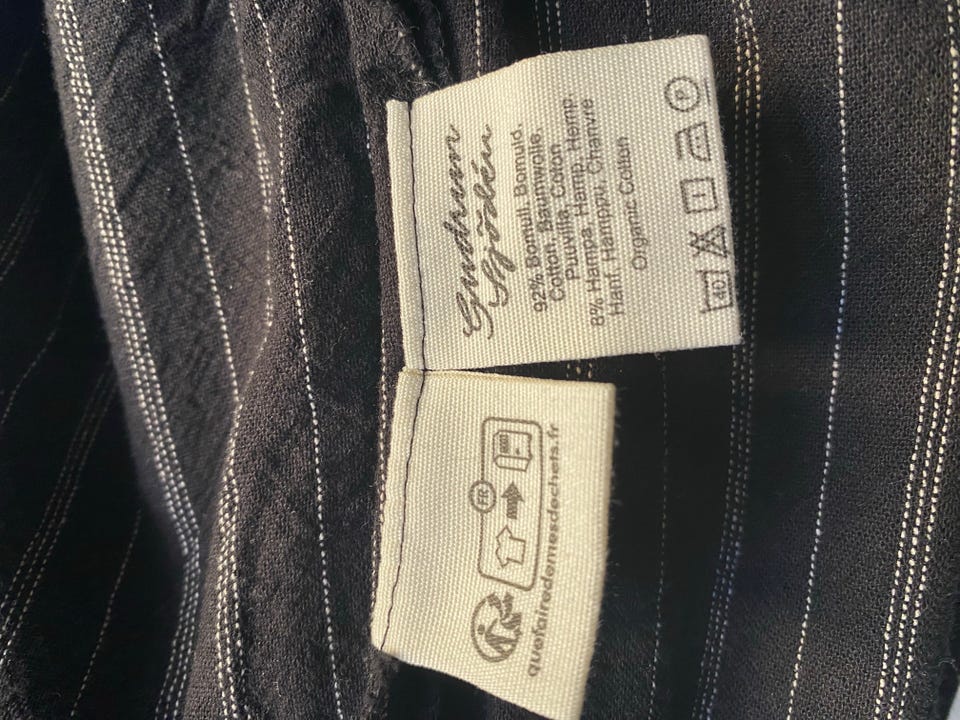 Gudrun
Sjödén
92% Bomull. Bomuld.
Cotton. Baumwolle.
Puuvilla. Coton
8% Hampa. Hamp. Hemp.
Hanf. Hamppu. Chanvre
Organic Cotton
40
P
FR
quefairedemesdechets.fr